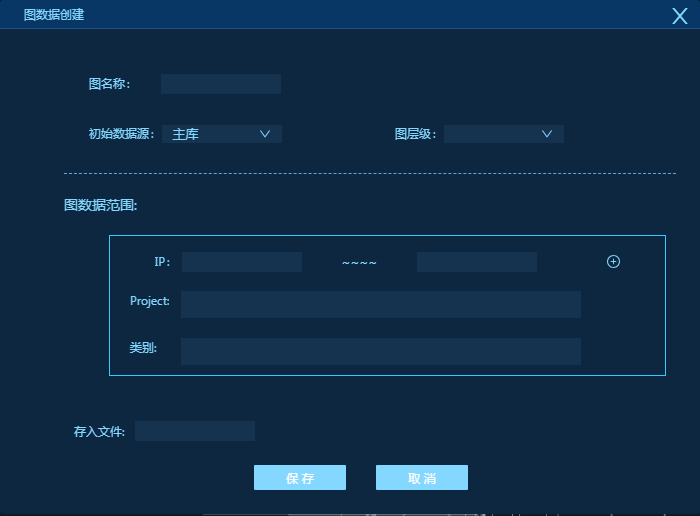 图数据创建 X
图名称：
初始数据源： 主库 图层级：
图数据范围:
IP： ~~~~
Project:
类别:
存入文件:
保存 取消